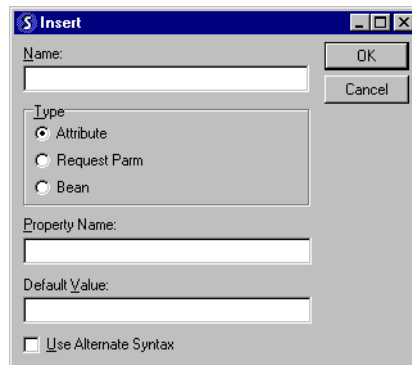 Insert
Name:
OK
Cancel
Type
Attribute
Request Parm
Bean
Property Name:
Default Value:
Use Alternate Syntax